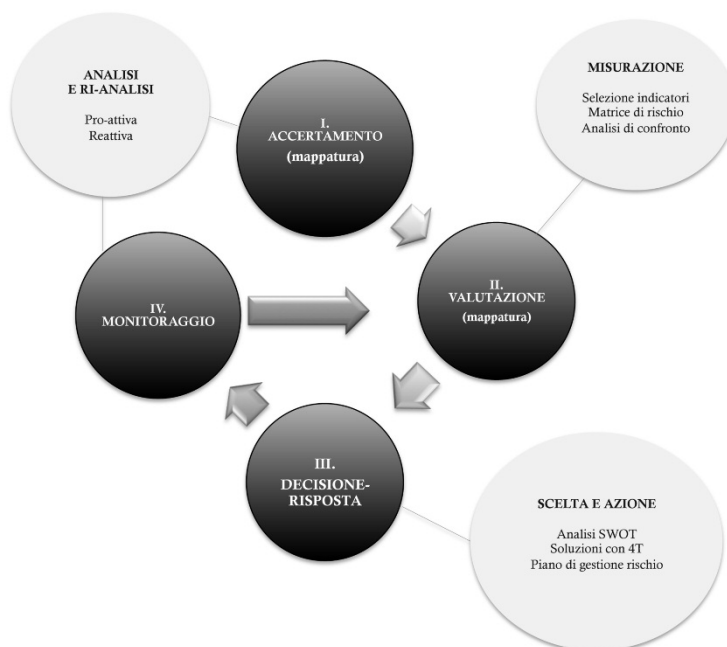 ANALISI
E RI-ANALISI
Pro-attiva
Reattiva
I.
ACCERTAMENTO
(mappatura)
MISURAZIONE
Selezione indicatori
Matrice di rischio
Analisi di confronto
II.
VALUTAZIONE
(mappatura)
IV.
MONITORAGGIO
III.
DECISIONE-
RISPOSTA
SCELTA E AZIONE
Analisi SWOT
Soluzioni con 4T
Piano di gestione rischio